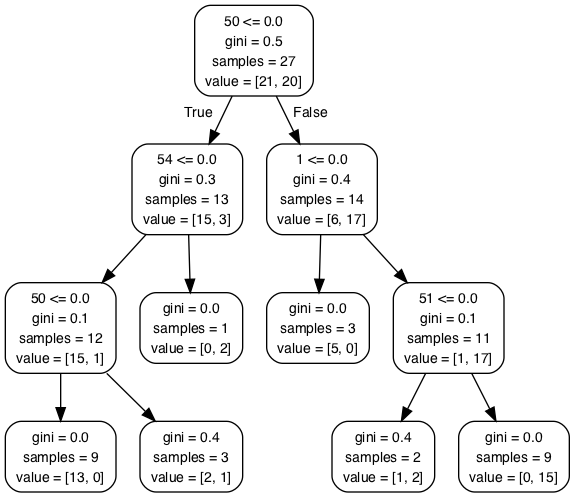 50 <= 0.0
gini = 0.5
samples = 27
value = [21, 20]
True
False
54 <= 0.0
gini = 0.3
samples = 13
value = [15, 3]
1 <= 0.0
gini = 0.4
samples = 14
value = [6, 17]
50 <= 0.0
gini = 0.1
samples = 12
value = [15, 1]
gini = 0.0
samples = 1
value = [0, 2]
gini = 0.0
samples = 3
value = [5, 0]
51 <= 0.0
gini = 0.1
samples = 11
value = [1, 17]
gini = 0.0
samples = 9
value = [13, 0]
gini = 0.4
samples = 3
value = [2, 1]
gini = 0.4
samples = 2
value = [1, 2]
gini = 0.0
samples = 9
value = [0, 15]